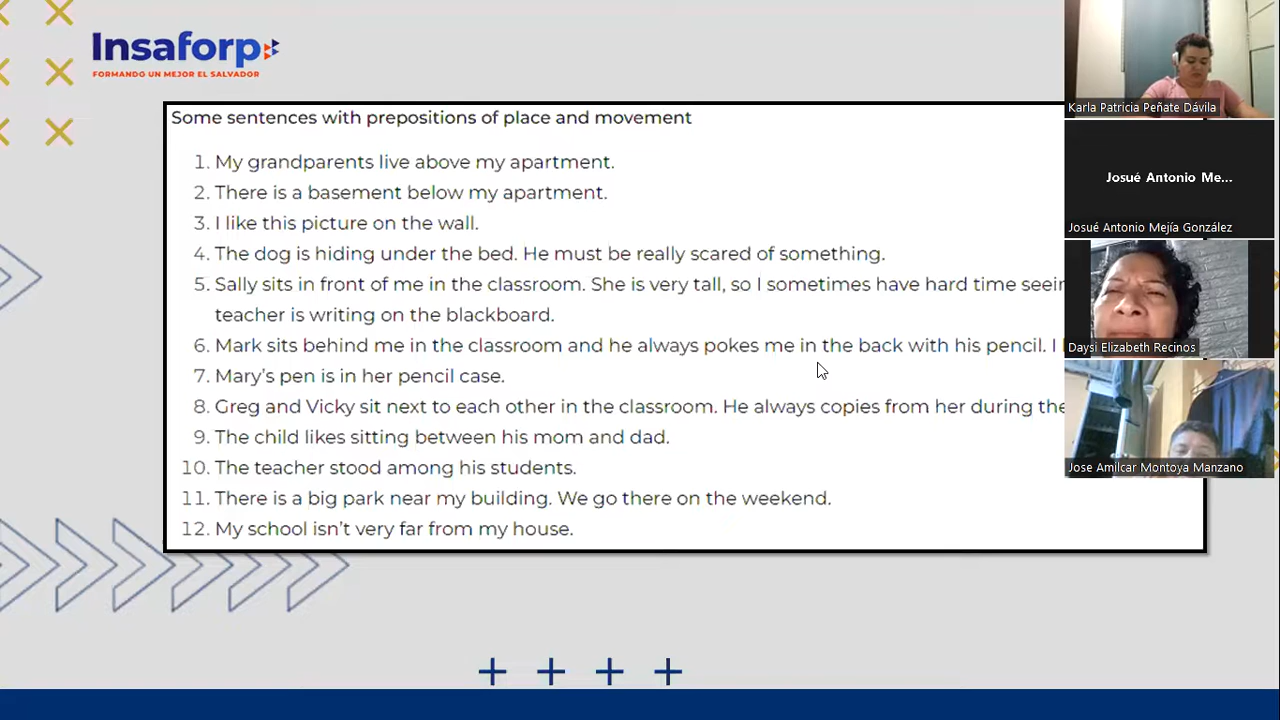 Insaforp
FORMANDO UN MEJOR EL SALVADOR
Some sentences with prepositions of place and movement
1. My grandparents live above my apartment.
2. There is a basement below my apartment.
3. I like this picture on the wall.
4. The dog is hiding under the bed. He must be really scared of something.
5. Sally sits in front of me in the classroom. She is very tall, so I sometimes have hard time
teacher is writing on the blackboard.
6. Mark sits behind me in the classroom and he always pokes me in the back with his pencil. I
7. Mary's pen is in her pencil case.
8. Greg and Vicky sit next to each other in the classroom. He always copies from her during the
9. The child likes sitting between his mom and dad.
10. The teacher stood among his students.
11. There is a big park near my building. We go there on the weekend.
12. My school isn't very far from my house.
Karla Patricia Peñate Dávila
Josué Antonio Me...
Josué Antonio Mejía González
Daysi Elizabeth Recinos
Jose Amilcar Montoya Manzano